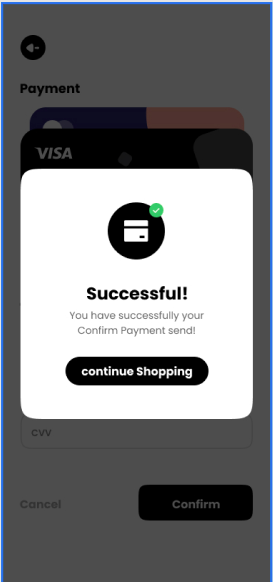 Payment
VISA
Successful!
You have successfully your
Confirm Payment send!
continue Shopping
CVV
Cancel
Confirm